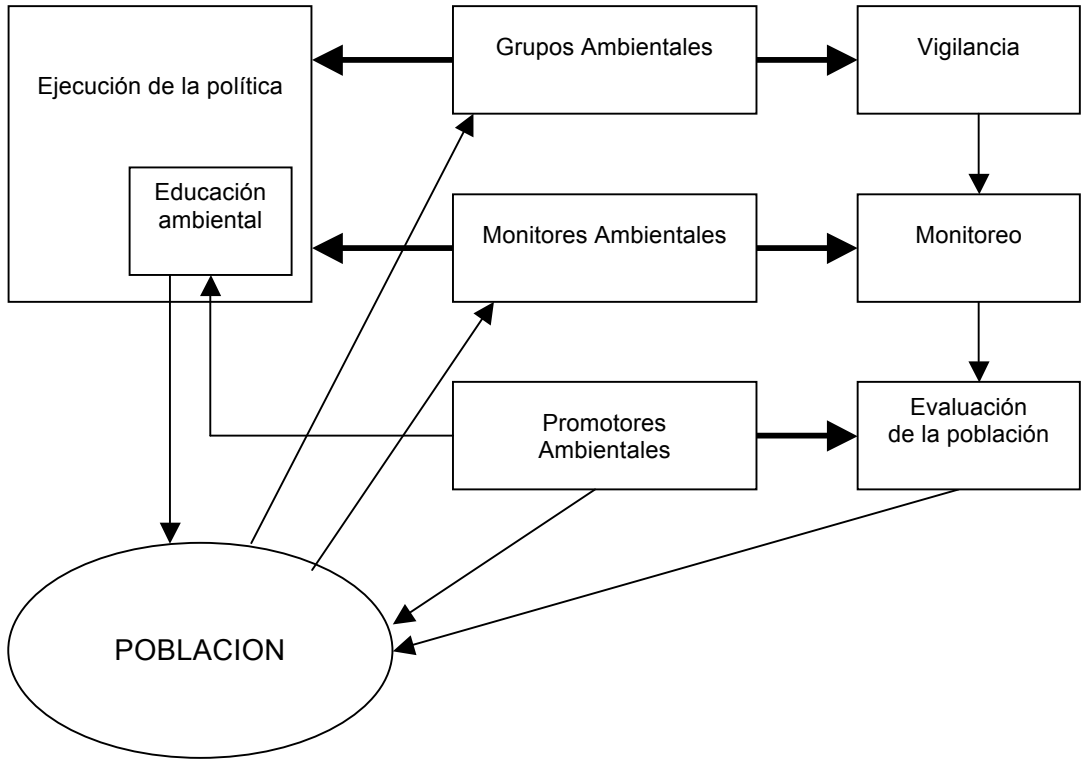 Grupos Ambientales
Vigilancia
Ejecución de la política
Educación
ambiental
Monitores Ambientales
Monitoreo
Promotores
Ambientales
Evaluación
de la población
POBLACION